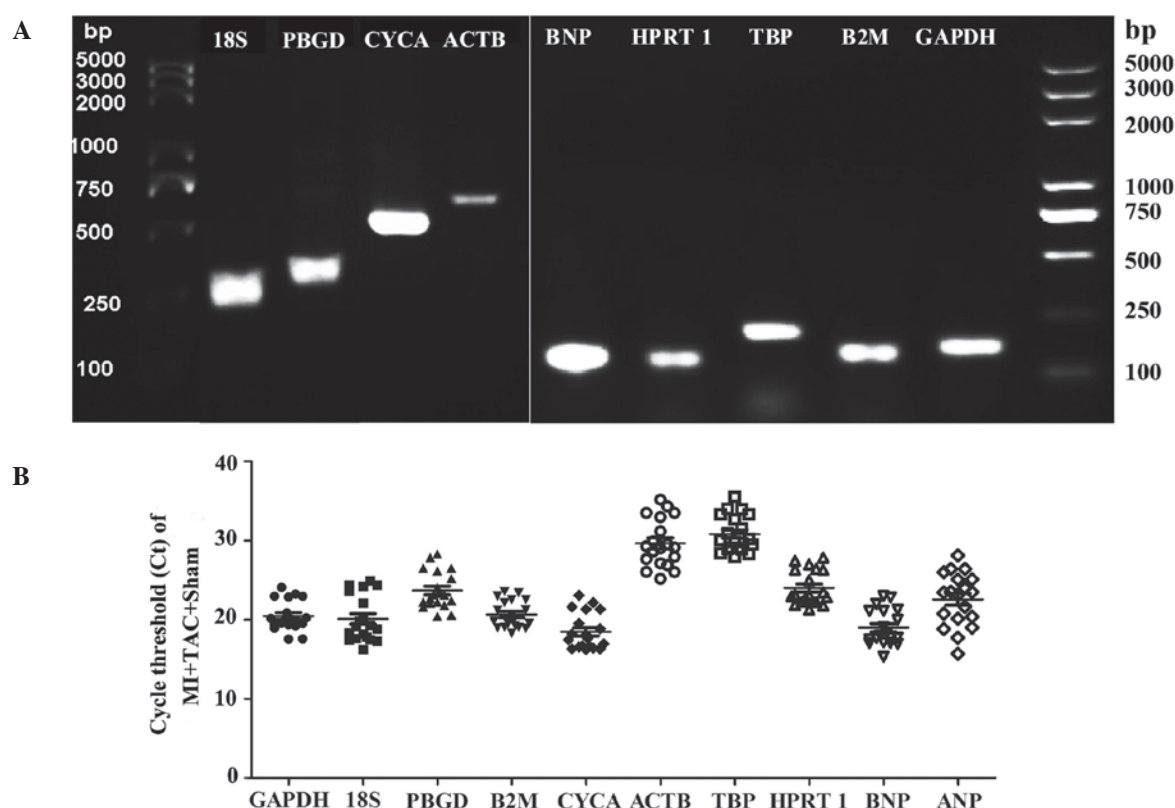 A
bp 18S PBGD CYCA ACTB BNP HPRT 1 TBP B2M GAPDH bp
5000 5000
3000 3000
2000 2000
1000 1000
750 750
500 500
250 250
100 100
B
Cycle threshold (Ct) of
MI+TAC+Sham
40
30
20
10
0
GAPDH 18S PBGD B2M CYCA ACTB TBP HPRT 1 BNP ANP